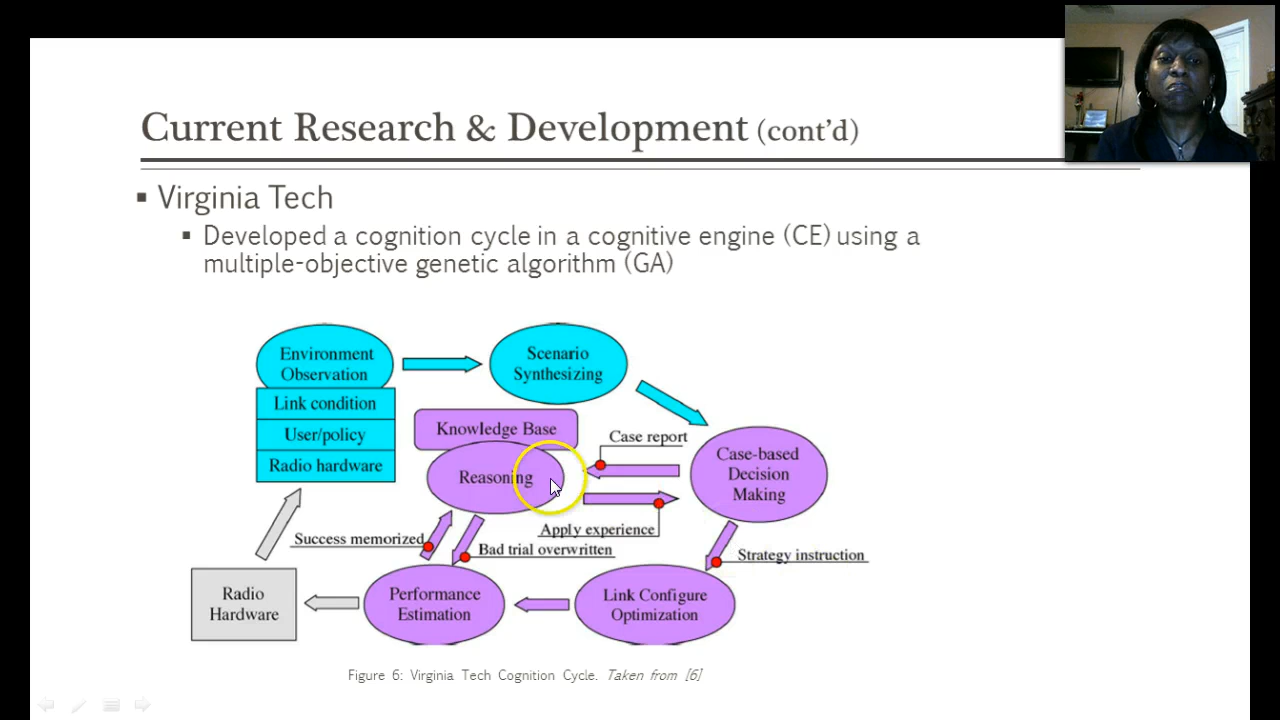 Current Research & Development (cont'd)
▪ Virginia Tech
▪ Developed a cognition cycle in a cognitive engine (CE) using a
multiple-objective genetic algorithm (GA)
Environment
Observation
Link condition
User/policy
Radio hardware
Scenario
Synthesizing
Knowledge Base
Reasoning
Case report
Case-based
Decision
Making
Apply experience
Success memorized
Bad trial overwritten
Strategy instruction
Radio
Hardware
Performance
Estimation
Link Configure
Optimization
Figure 6: Virginia Tech Cognition Cycle. Taken from [6]